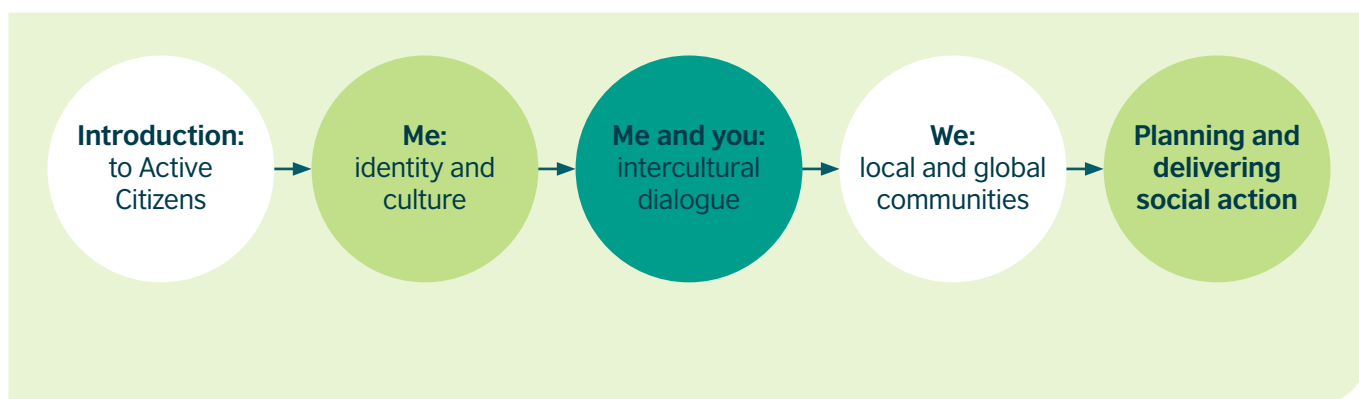 Introduction:
to Active
Citizens
Me:
identity and
culture
Me and you:
intercultural
dialogue
We:
local and global
communities
Planning and
delivering
social action